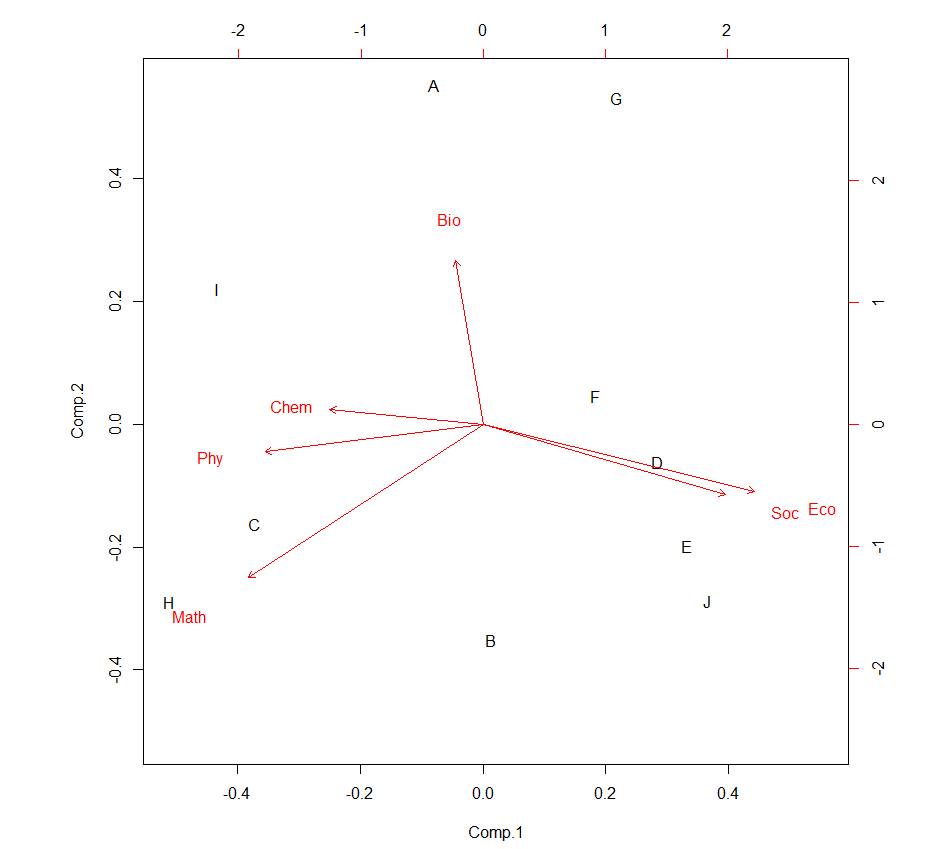 -2 -1 0 1 2
A
G
0.4 2
Bio
I
0.2 1
F
Chem
Comp.2 0.0 0
Phy
D
Soc Eco
C
-0.2 E -1
H J
Math
B
-0.4 -2
-0.4 -0.2 0.0 0.2 0.4
Comp.1